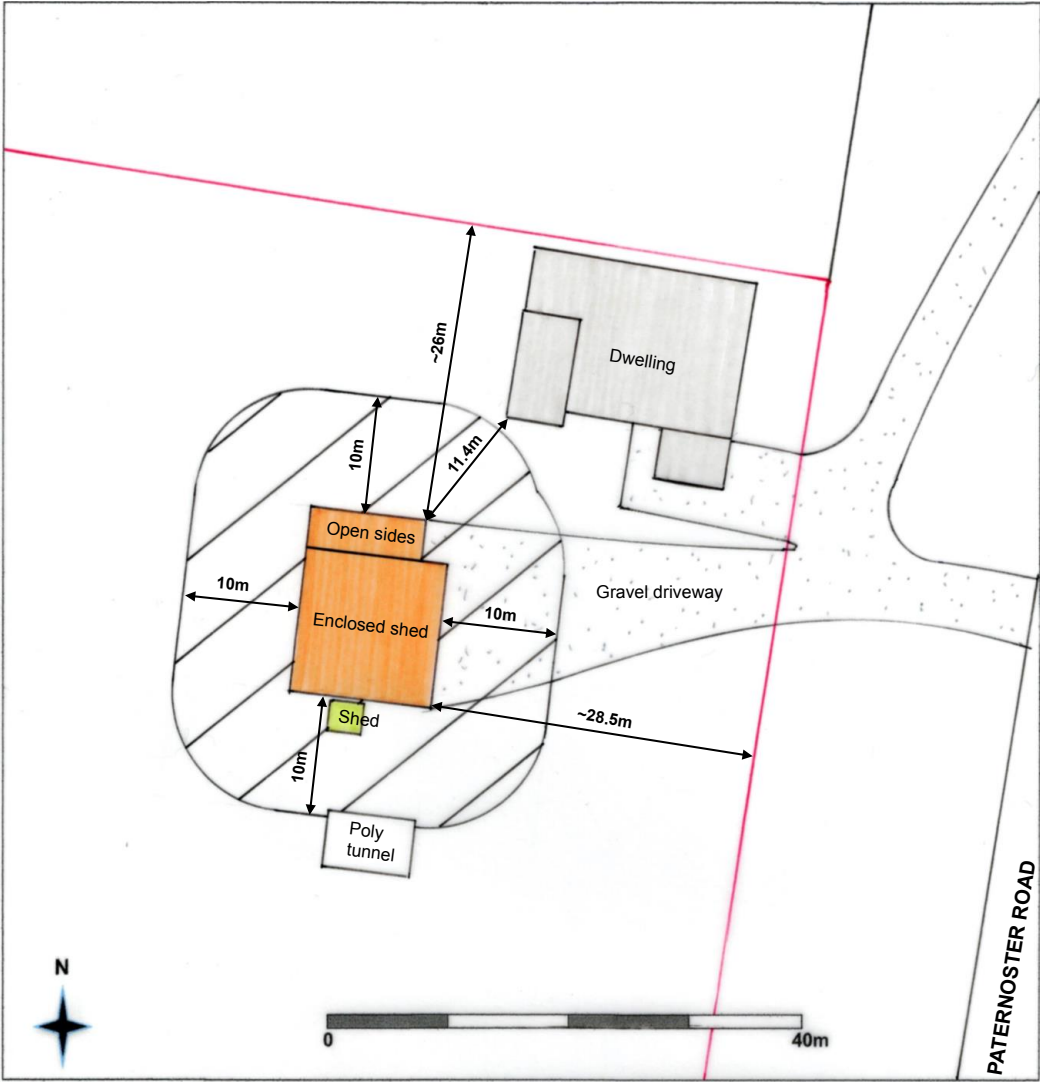 ~26m
Dwelling
10m
11.4m
Open sides
10m
Gravel driveway
10m
Enclosed shed
Shed
~28.5m
10m
Poly
tunnel
PATERNOSTER ROAD
N
0
40m